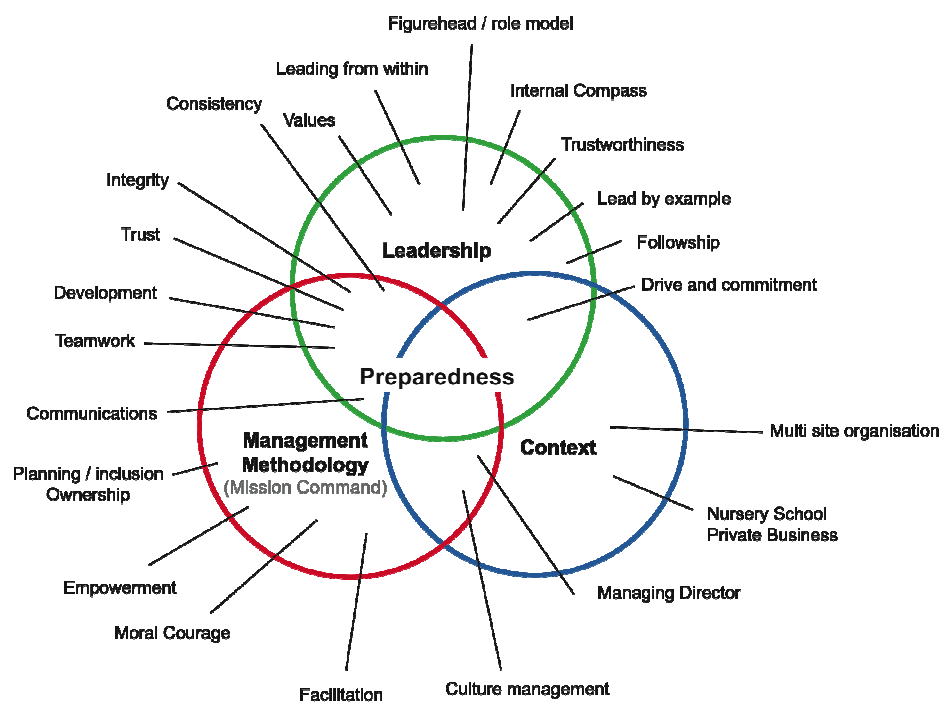 Figurehead / role model
Leading from within
Internal Compass
Consistency
Values
Trustworthiness
Integrity
Lead by example
Trust
Followship
Leadership
Development
Drive and commitment
Teamwork
Preparedness
Communications
Management
Methodology
(Mission Command)
Context
Multi site organisation
Planning / inclusion
Ownership
Nursery School
Private Business
Empowerment
Managing Director
Moral Courage
Facilitation
Culture management